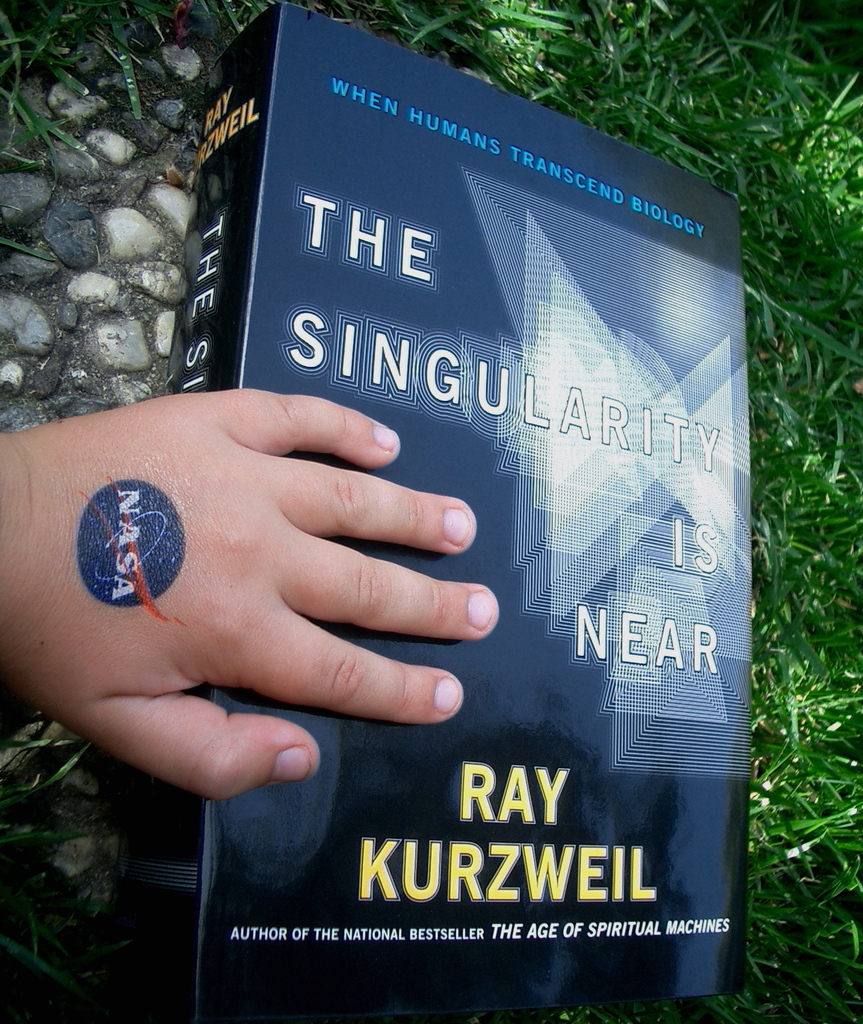 WHEN HUMANS TRANSCEND BIOLOGY
THE
SINGULARITY
IS
NEAR
RAY
KURZWEIL
AUTHOR OF THE NATIONAL BESTSELLER THE AGE OF SPIRITUAL MACHINES
RAY
KURZWEIL
THE SI
NASA